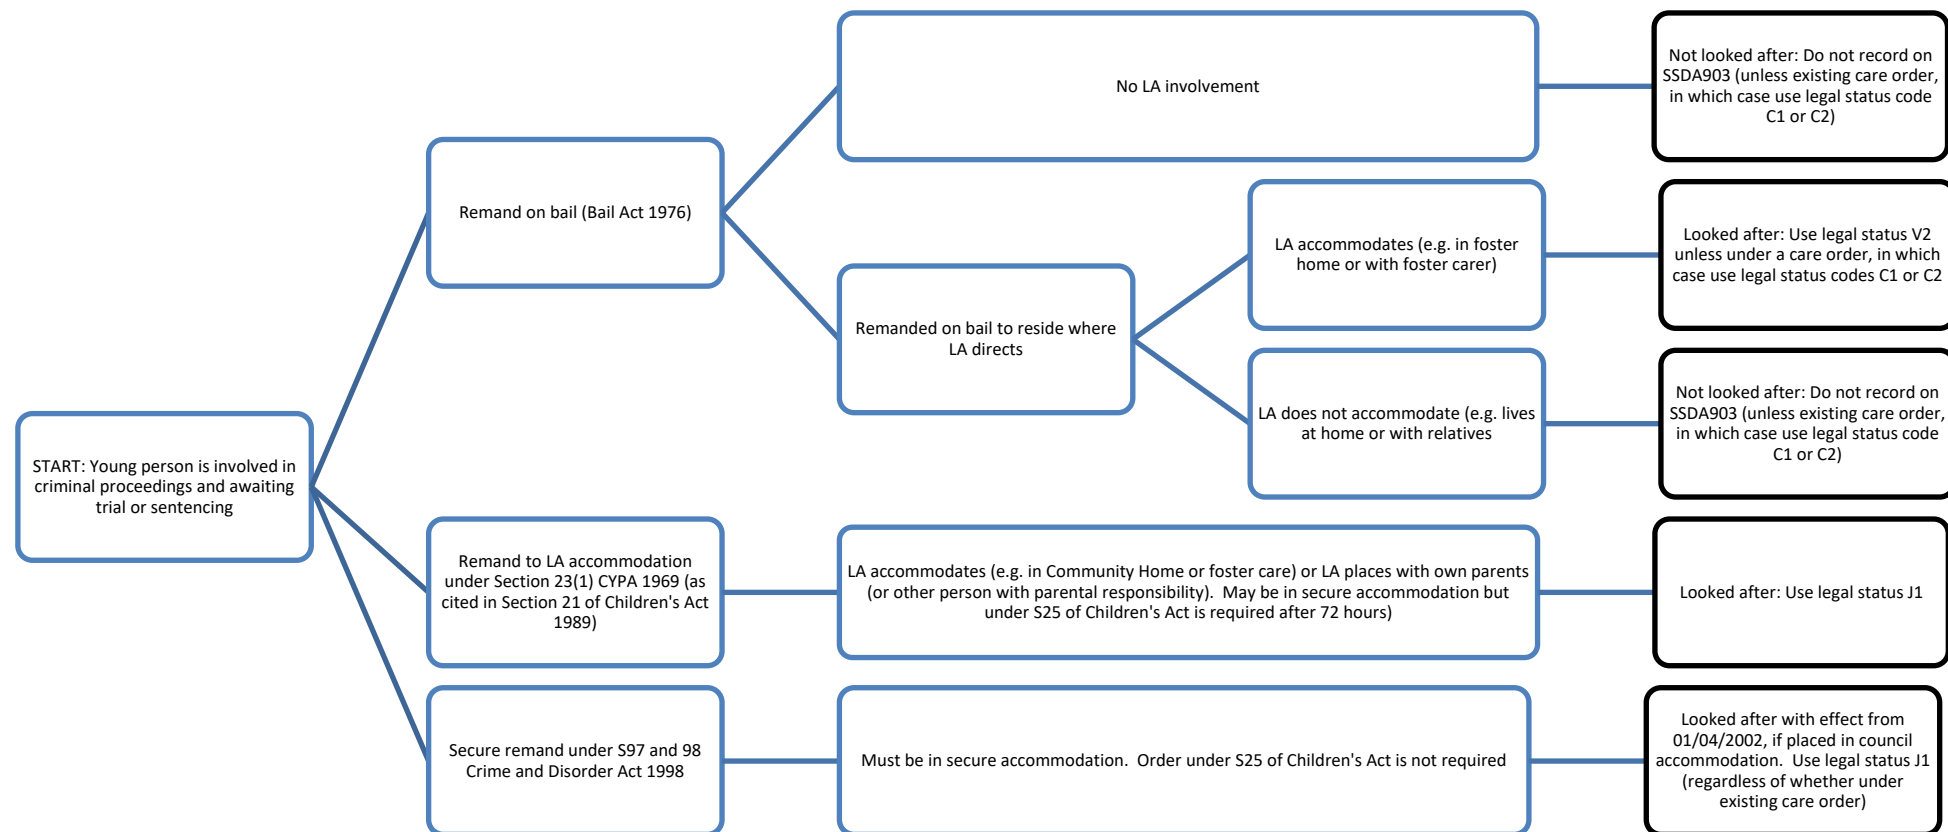 START: Young person is involved in
criminal proceedings and awaiting
trial or sentencing
Remand on bail (Bail Act 1976)
No LA involvement
Not looked after: Do not record on
SSDA903 (unless existing care order,
in which case use legal status code
C1 or C2)
Remanded on bail to reside where
LA directs
LA accommodates (e.g. in foster
home or with foster carer)
Looked after: Use legal status V2
unless under a care order, in which
case use legal status codes C1 or C2
LA does not accommodate (e.g. lives
at home or with relatives
Not looked after: Do not record on
SSDA903 (unless existing care order,
in which case use legal status code
C1 or C2)
Remand to LA accommodation
under Section 23(1) CYPA 1969 (as
cited in Section 21 of Children's Act
1989)
LA accommodates (e.g. in Community Home or foster care) or LA places with own parents
(or other person with parental responsibility).  May be in secure accommodation but
under S25 of Children's Act is required after 72 hours)
Looked after: Use legal status J1
Secure remand under S97 and 98
Crime and Disorder Act 1998
Must be in secure accommodation.  Order under S25 of Children's Act is not required
Looked after with effect from
01/04/2002, if placed in council
accommodation.  Use legal status J1
(regardless of whether under
existing care order)